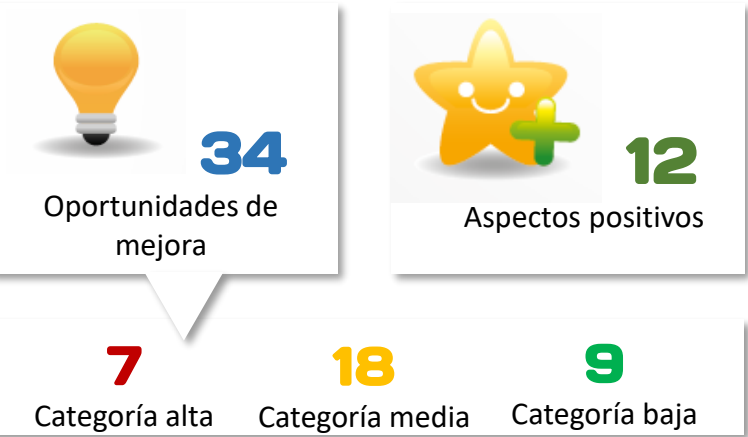 34
Oportunidades de
mejora
12
Aspectos positivos
7
Categoría alta
18
Categoría media
9
Categoría baja